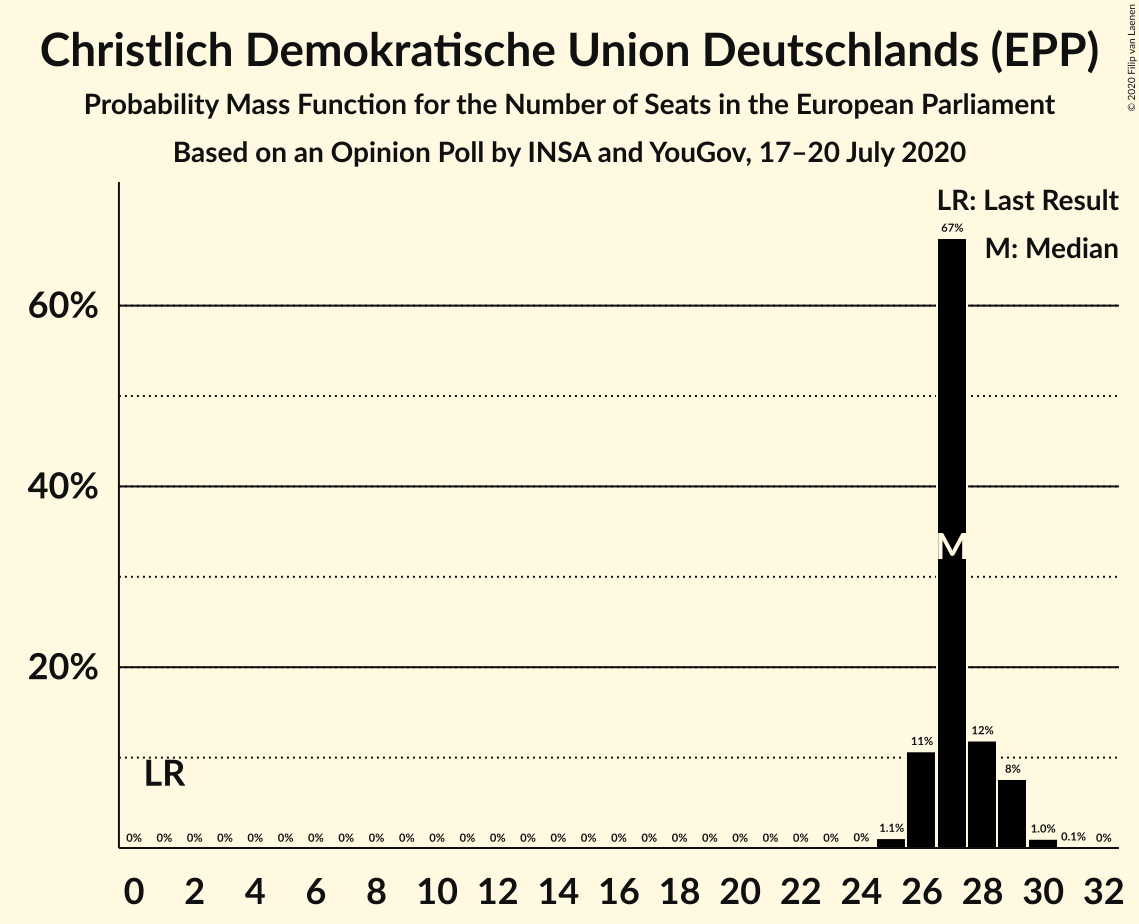 Christlich Demokratische Union Deutschlands (EPP)
Probability Mass Function for the Number of Seats in the European Parliament
Based on an Opinion Poll by INSA and YouGov, 17–20 July 2020
© 2020 Filip van Laenen
LR: Last Result
M: Median
67%
60%
40%
M
20%
12%
11%
8%
LR
0% 0% 0% 0% 0% 0% 0% 0% 0% 0% 0% 0% 0% 0% 0% 0% 0% 0% 0% 0% 0% 0% 0% 0% 0% 1.1% 1.0% 0.1% 0%
0 2 4 6 8 10 12 14 16 18 20 22 24 26 28 30 32